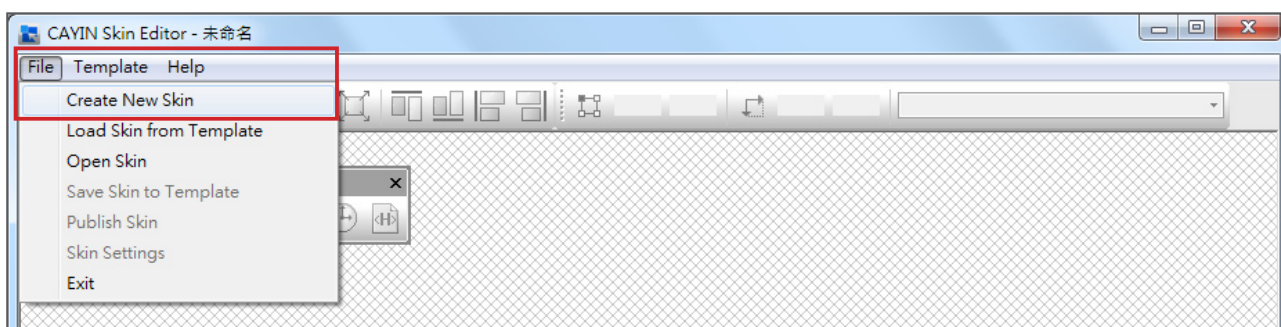 CAYIN Skin Editor - 未命名
File Template Help
Create New Skin
Load Skin from Template
Open Skin
Save Skin to Template
Publish Skin
Skin Settings
Exit
<H>